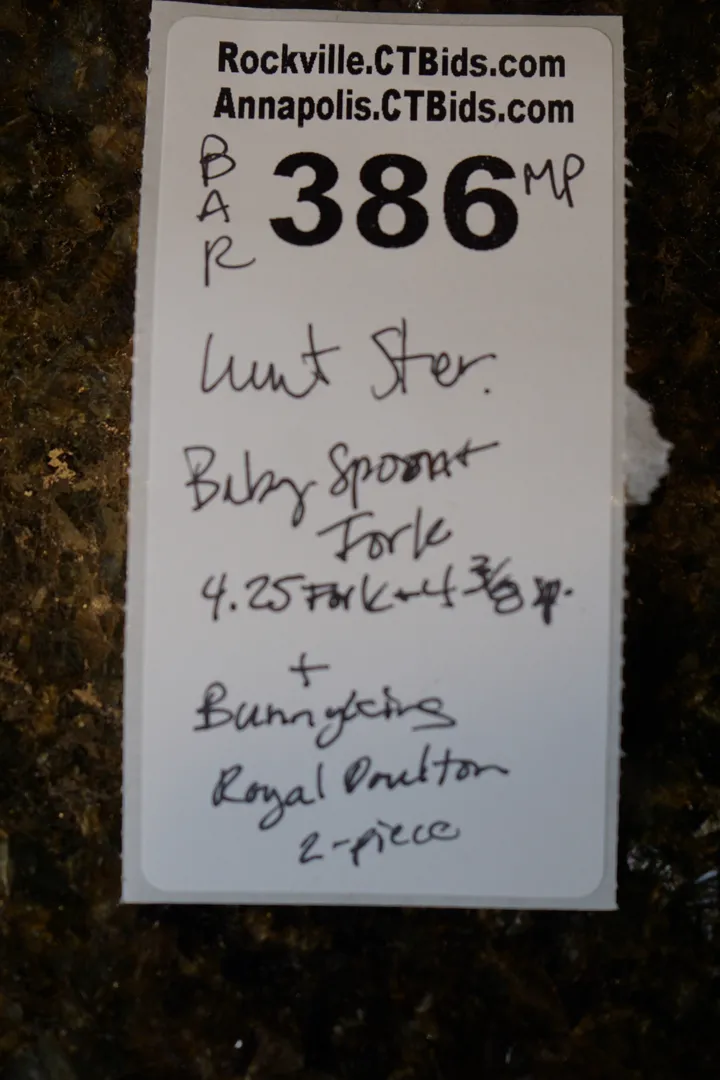 Rockville.CTBids.com
Annapolis.CTBids.com
BAR 386 MP
Lunt Ster.
Baby Spoon +
Fork
4.25 Fork + 4 3/8 sp.
+
Bunnykins
Royal Doulton
2-piece